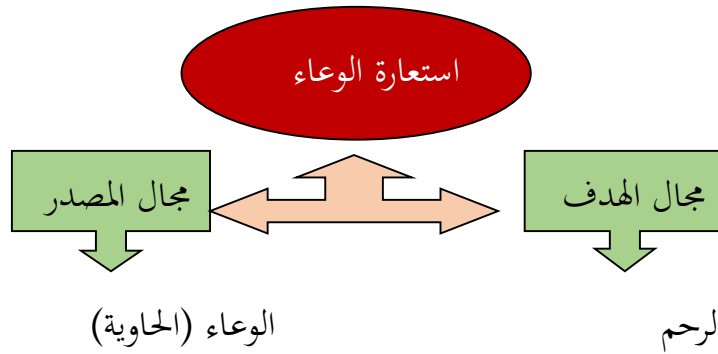 استعارة الوعاء
مجال الهدف
مجال المصدر
لرحم
الوعاء (الحاوية)